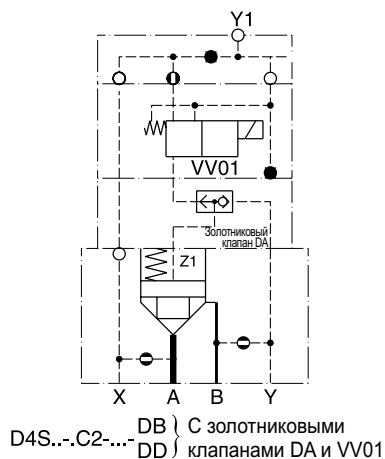 Y1
VV01
Золотниковый
клапан DA
Z1
X A B Y
D4S..-.C2-...- DB } С золотниковыми
DD } клапанами DA и VV01